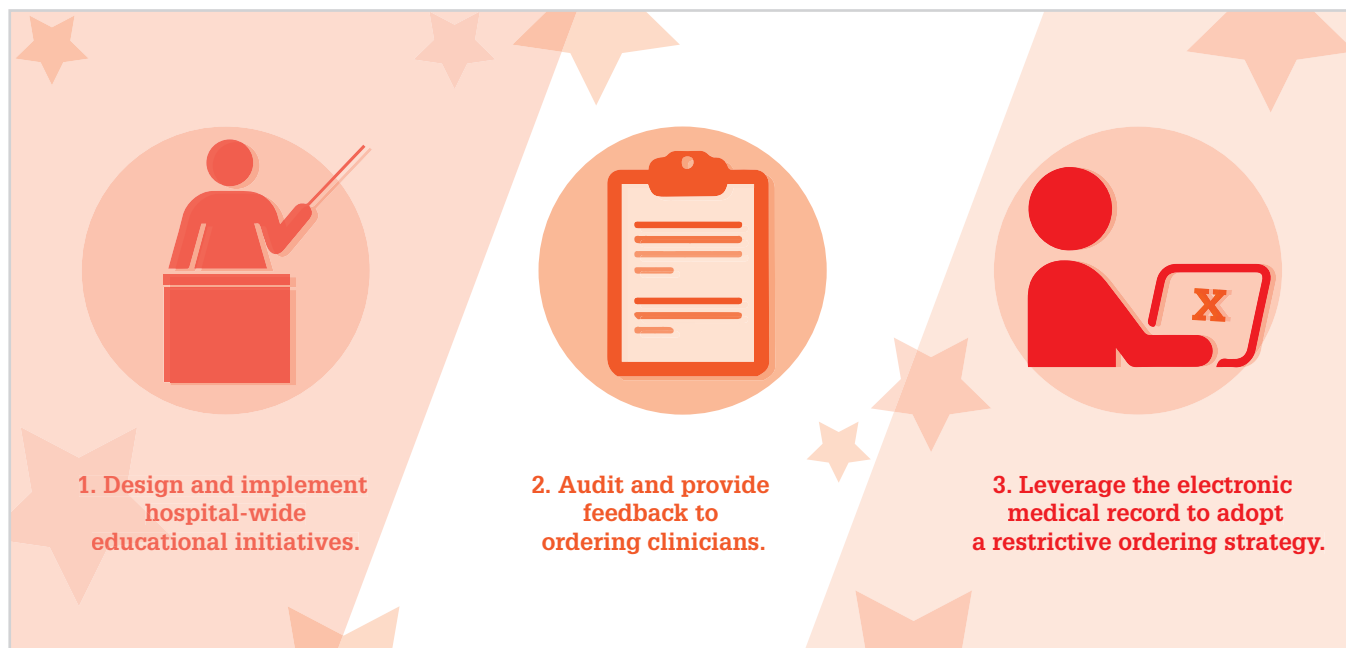 1. Design and implement
hospital-wide
educational initiatives.
2. Audit and provide
feedback to
ordering clinicians.
x
3. Leverage the electronic
medical record to adopt
a restrictive ordering strategy.